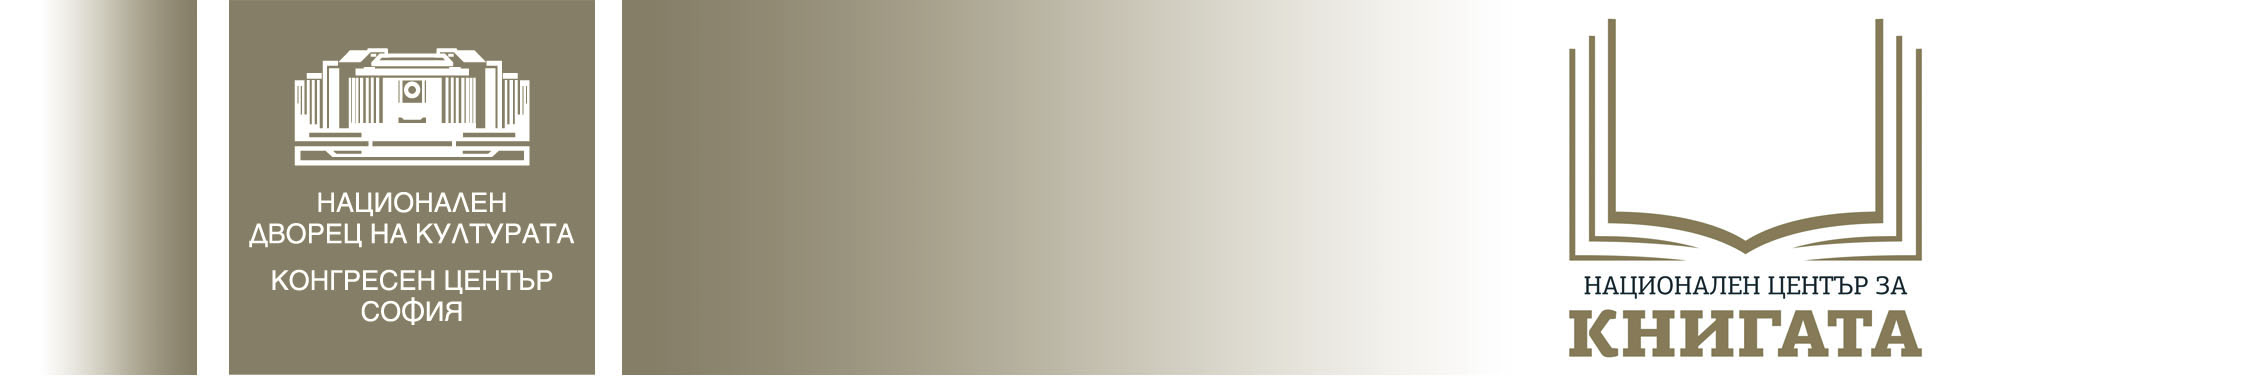 НАЦИОНАЛЕН
ДВОРЕЦ НА КУЛТУРАТА
КОНГРЕСЕН ЦЕНТЪР
СОФИЯ
НАЦИОНАЛЕН ЦЕНТЪР ЗА
КНИГАТА